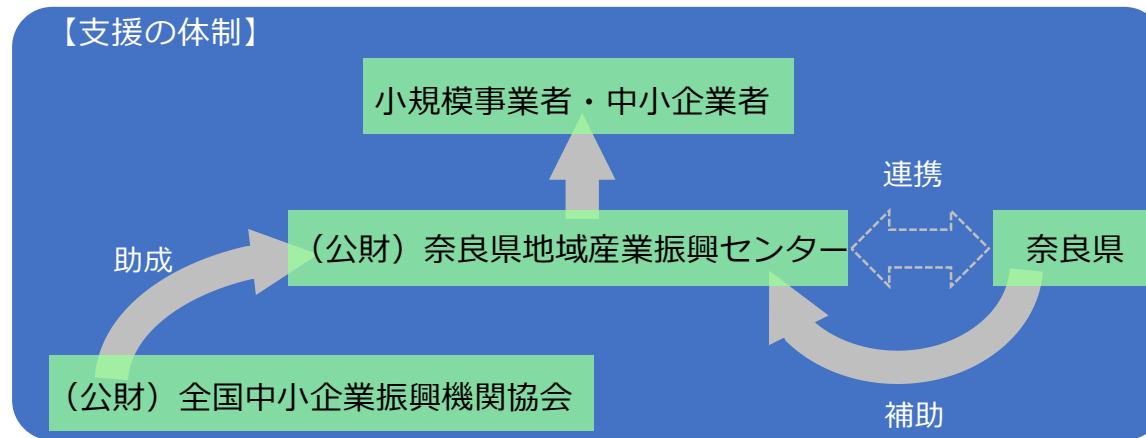 【支援の体制】
小規模事業者・中小企業者
連携
（公財）奈良県地域産業振興センター
奈良県
助成
（公財）全国中小企業振興機関協会
補助